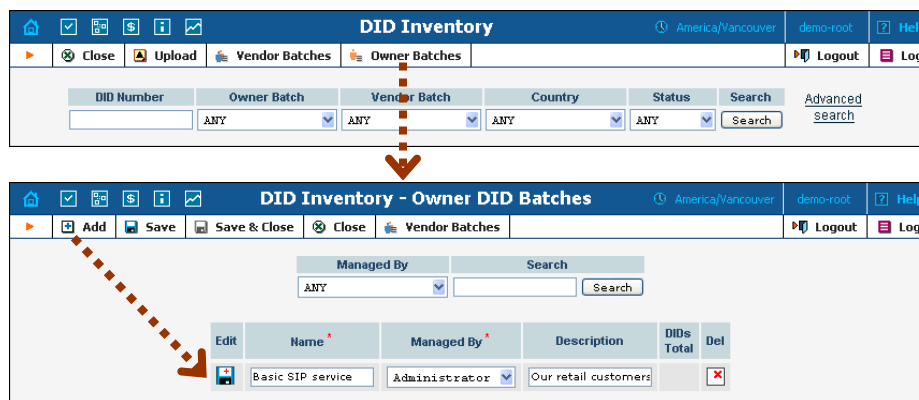 DID Inventory America/Vancouver demo-root Help
Close Upload Vendor Batches Owner Batches Logout Log
DID Number Owner Batch Vendor Batch Country Status Search Advanced search
ANY ANY ANY ANY Search
DID Inventory - Owner DID Batches America/Vancouver demo-root Help
Add Save Save & Close Close Vendor Batches Logout Log
Managed By Search
ANY Search
Edit Name * Managed By * Description DIDs Total Del
Basic SIP service Administrator Our retail customers